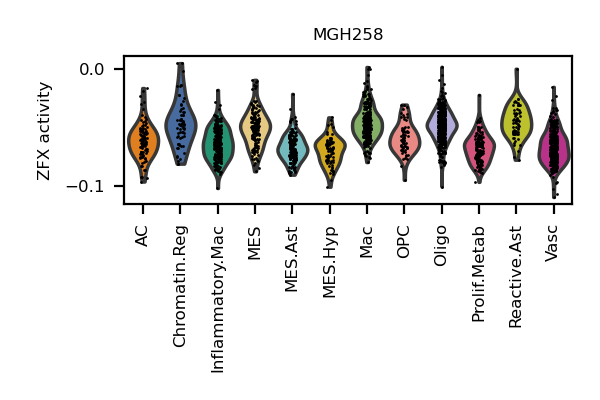 MGH258
ZFX activity
0.0
−0.1
AC
Chromatin.Reg
Inflammatory.Mac
MES
MES.Ast
MES.Hyp
Mac
OPC
Oligo
Prolif.Metab
Reactive.Ast
Vasc